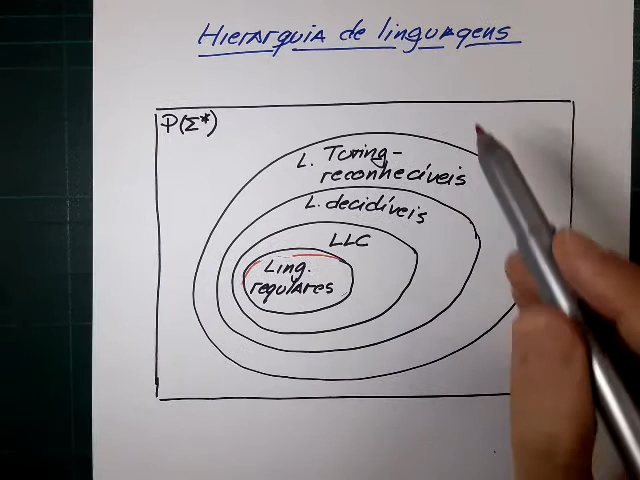 Hierarquia de linguagens
P(Σ*)
L. Turing-
reconhecíveis
L. decidíveis
LLC
Ling.
regulares